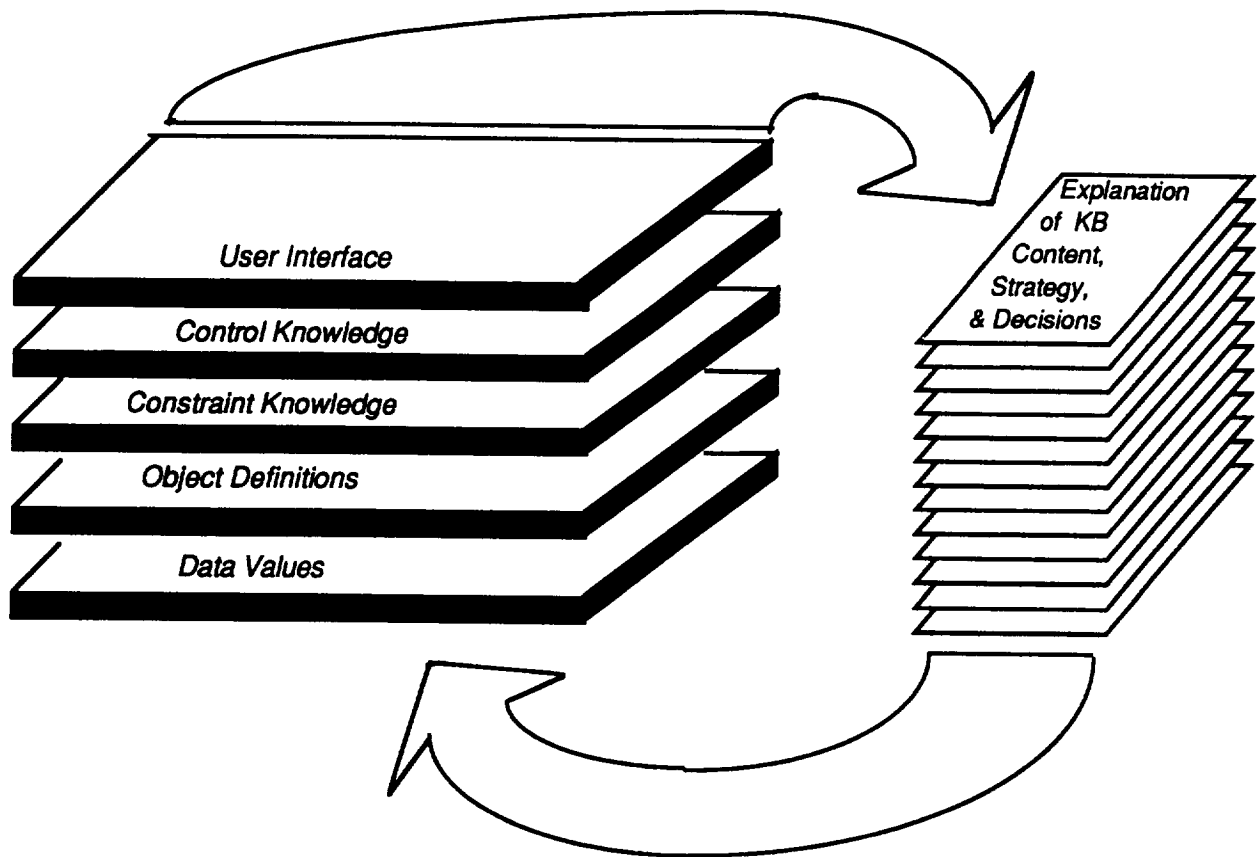 User Interface
Control Knowledge
Constraint Knowledge
Object Definitions
Data Values
Explanation
of KB
Content,
Strategy,
& Decisions